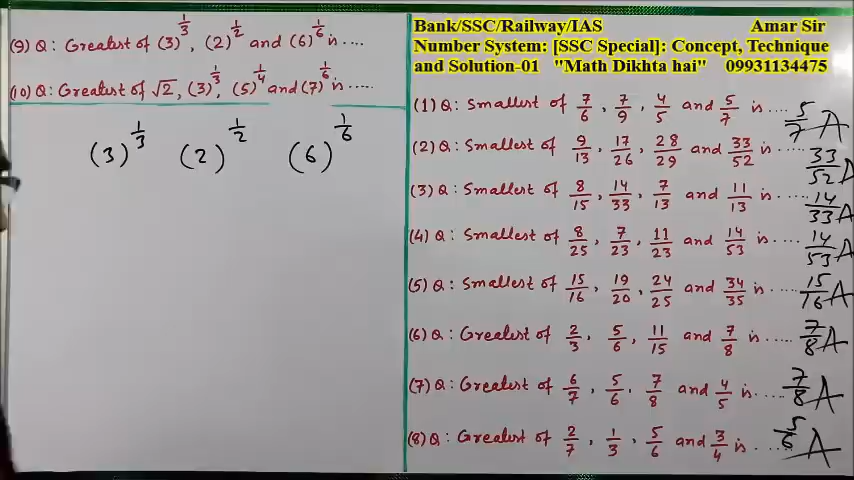 (9) Q: Greatest of (3)^1/3, (2)^1/2 and (6)^1/6 is ....
(10) Q: Greatest of √2, (3)^1/3, (5)^1/4 and (7)^1/6 is .....
(3)^1/3 (2)^1/2 (6)^1/6
Bank/SSC/Railway/IAS Amar Sir
Number System: [SSC Special]: Concept, Technique
and Solution-01 "Math Dikhta hai" 09931134475
(1) Q: Smallest of 7/6, 7/9, 4/5 and 5/7 is .... 5/7 A
(2) Q: Smallest of 9/13, 17/26, 28/29 and 33/52 is ..... 33/52 A
(3) Q: Smallest of 8/15, 14/33, 7/13 and 11/13 is ..... 14/33 A
(4) Q: Smallest of 8/25, 7/23, 11/23 and 14/53 is .... 14/53 A
(5) Q: Smallest of 15/16, 19/20, 24/25 and 34/35 is ..... 15/16 A
(6) Q: Greatest of 2/3, 5/6, 11/15 and 7/8 is ..... 7/8 A
(7) Q: Greatest of 6/7, 5/6, 7/8 and 4/5 is ..... 7/8 A
(8) Q: Greatest of 2/7, 1/3, 5/6 and 3/4 is ..... 5/6 A